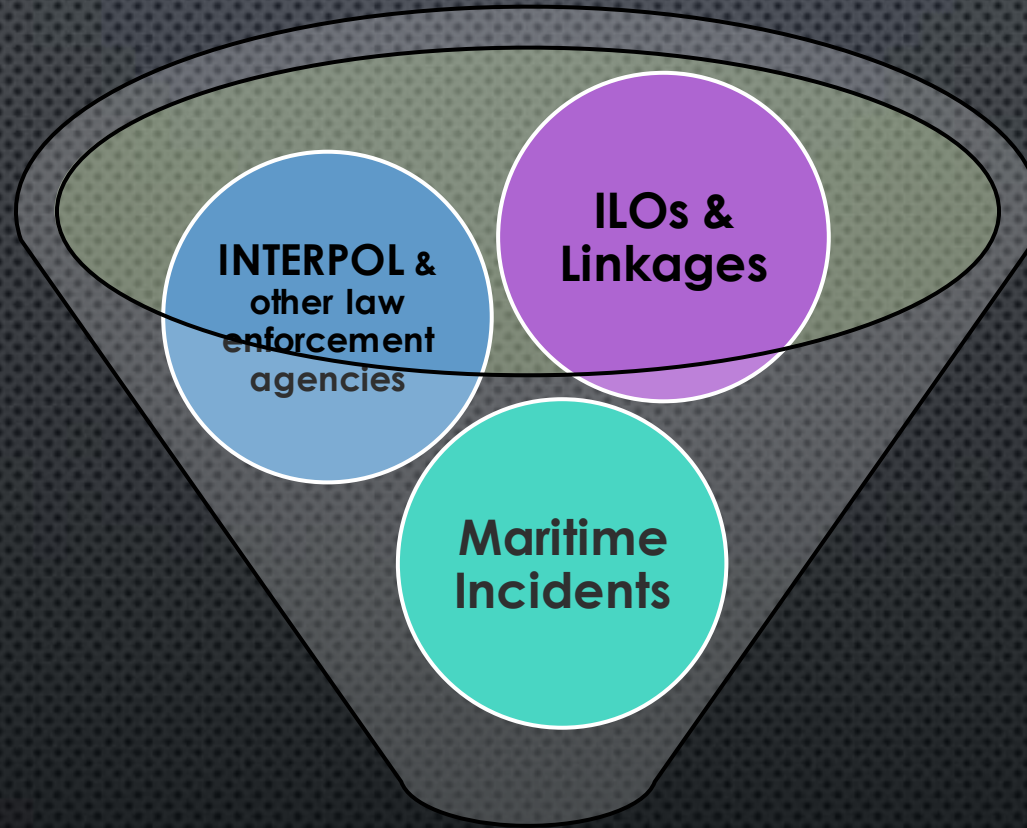 INTERPOL &
other law
enforcement
agencies
ILOs &
Linkages
Maritime
Incidents